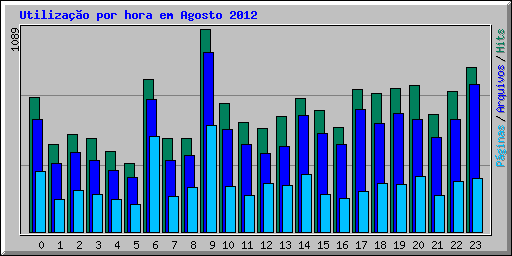 Utilização por hora em Agosto 2012
1089
Páginas / Arquivos / Hits
0 1 2 3 4 5 6 7 8 9 10 11 12 13 14 15 16 17 18 19 20 21 22 23